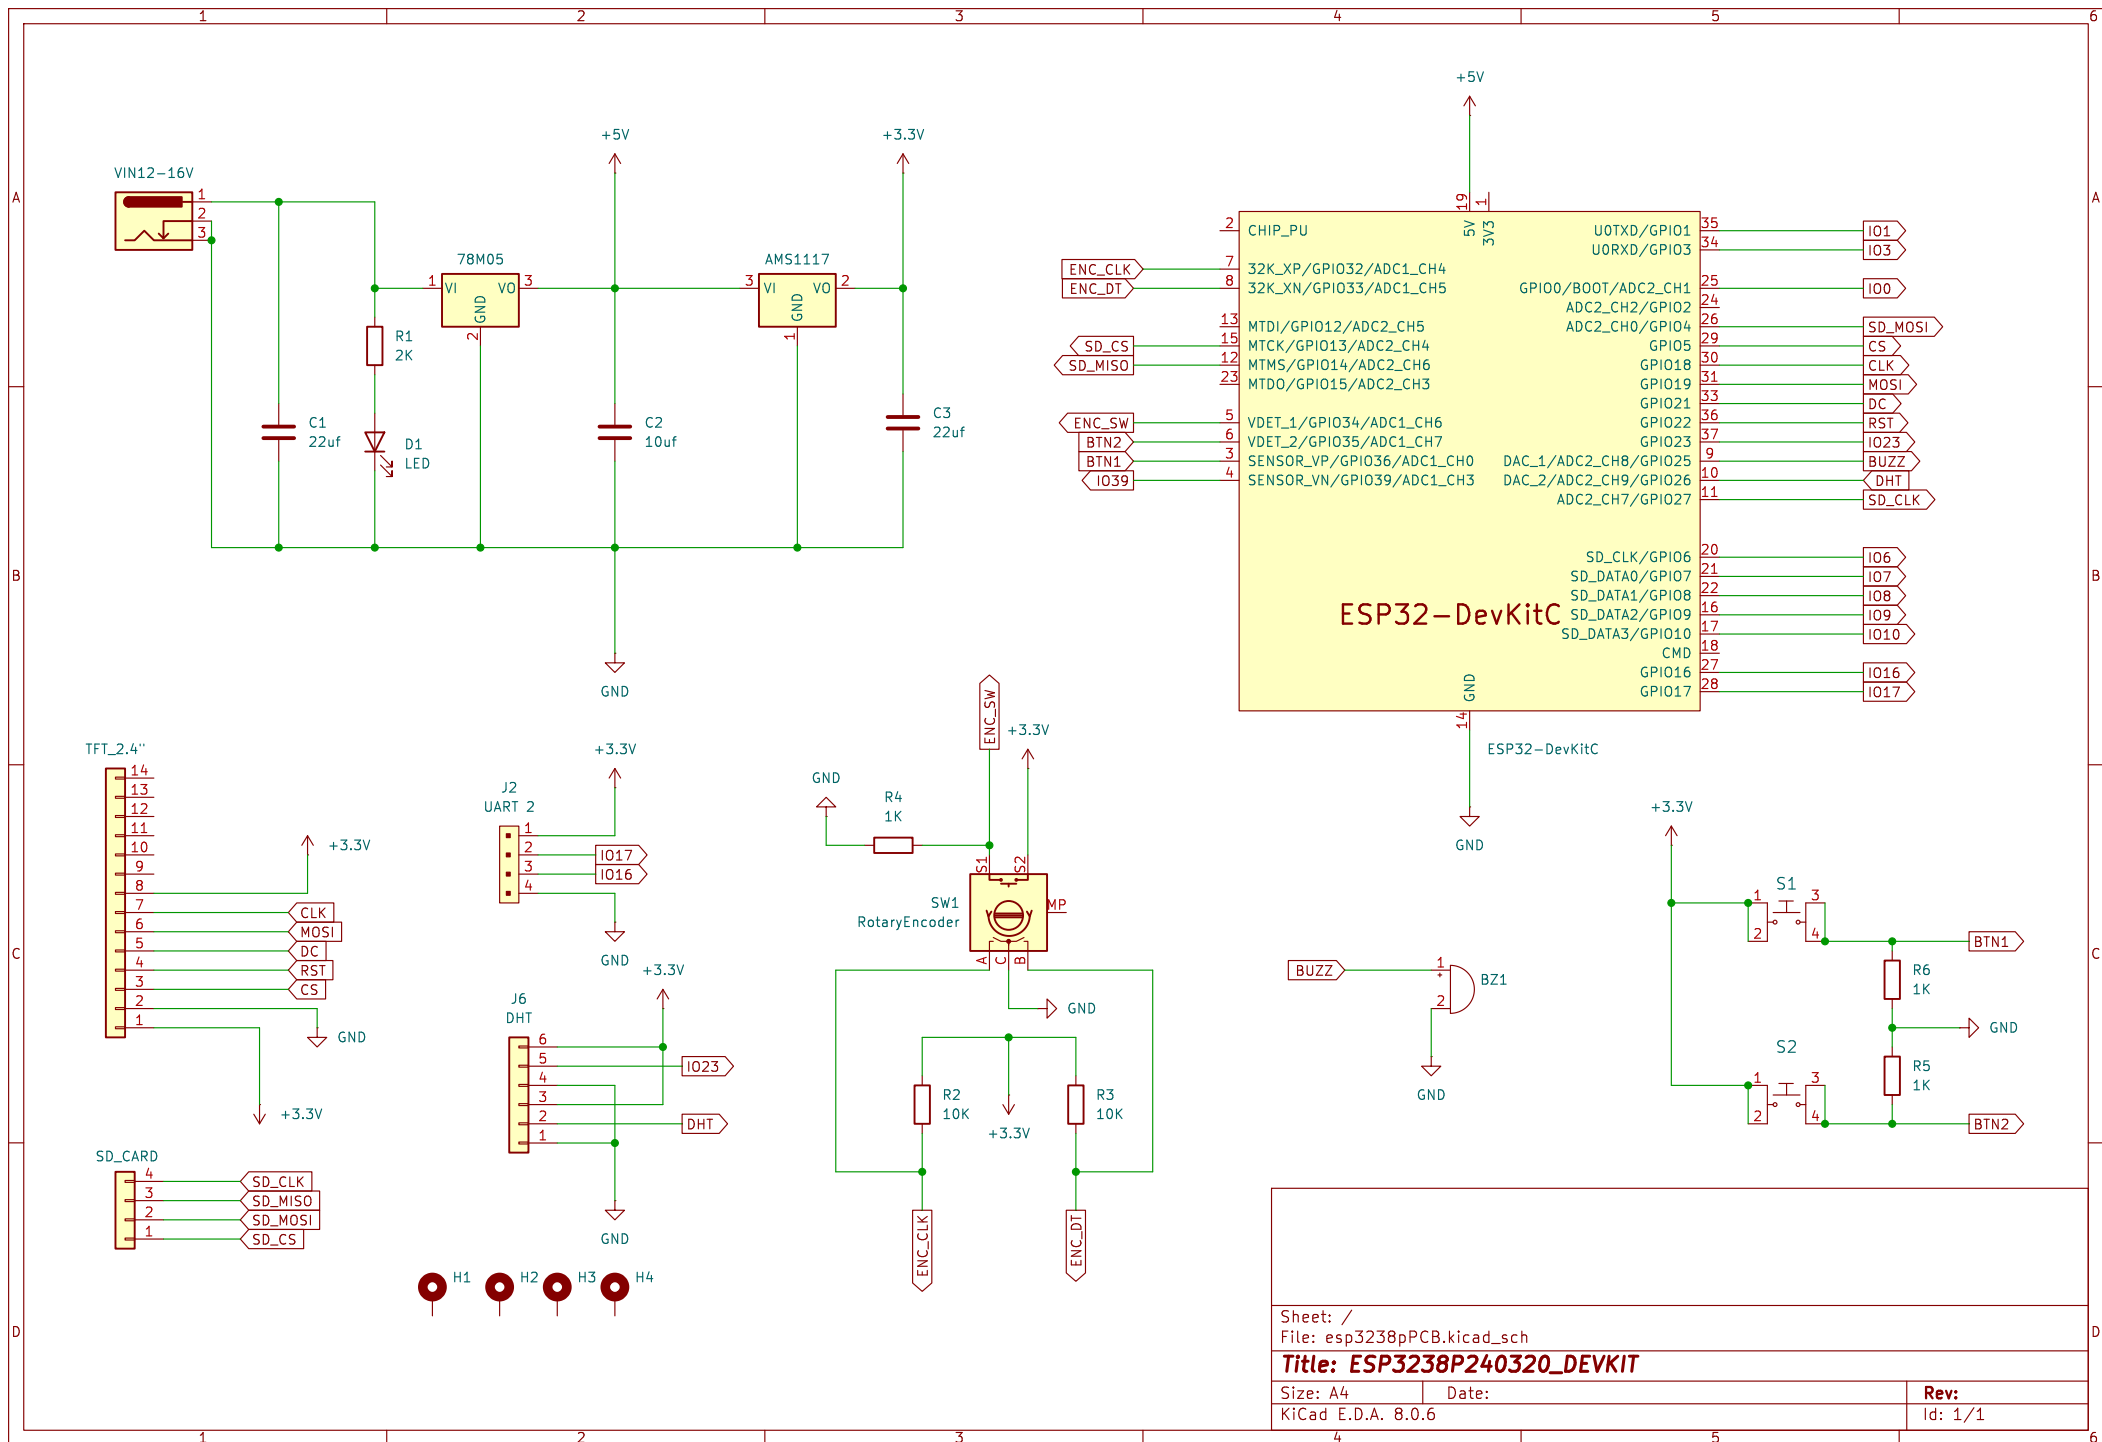 1 2 3 4 5 6
A
B
C
D
A
B
C
D
1 2 3 4 5 6
VIN12-16V
1
2
3
78M05
1 VI VO 3
GND
2
R1
2K
D1
LED
C1
22uf
+5V
C2
10uf
AMS1117
3 VI VO 2
GND
1
+3.3V
C3
22uf
GND
+5V
19 1
5V 3V3
2 CHIP_PU
ENC_CLK 7 32K_XP/GPIO32/ADC1_CH4
ENC_DT 8 32K_XN/GPIO33/ADC1_CH5
13 MTDI/GPIO12/ADC2_CH5
SD_CS 15 MTCK/GPIO13/ADC2_CH4
SD_MISO 12 MTMS/GPIO14/ADC2_CH6
23 MTDO/GPIO15/ADC2_CH3
ENC_SW 5 VDET_1/GPIO34/ADC1_CH6
BTN2 6 VDET_2/GPIO35/ADC1_CH7
BTN1 3 SENSOR_VP/GPIO36/ADC1_CH0
IO39 4 SENSOR_VN/GPIO39/ADC1_CH3
U0TXD/GPIO1 35 IO1
U0RXD/GPIO3 34 IO3
GPIO0/BOOT/ADC2_CH1 25 IO0
ADC2_CH2/GPIO2 24
ADC2_CH0/GPIO4 26 SD_MOSI
GPIO5 29 CS
GPIO18 30 CLK
GPIO19 31 MOSI
GPIO21 33 DC
GPIO22 36 RST
GPIO23 37 IO23
DAC_1/ADC2_CH8/GPIO25 9 BUZZ
DAC_2/ADC2_CH9/GPIO26 10 DHT
ADC2_CH7/GPIO27 11 SD_CLK
SD_CLK/GPIO6 20 IO6
SD_DATA0/GPIO7 21 IO7
SD_DATA1/GPIO8 22 IO8
SD_DATA2/GPIO9 16 IO9
SD_DATA3/GPIO10 17 IO10
CMD 18
GPIO16 27 IO16
GPIO17 28 IO17
ESP32-DevKitC
GND
14
ESP32-DevKitC
GND
TFT_2.4"
14
13
12
11
10
9
8 +3.3V
7 CLK
6 MOSI
5 DC
4 RST
3 CS
2 GND
1 +3.3V
SD_CARD
4 SD_CLK
3 SD_MISO
2 SD_MOSI
1 SD_CS
+3.3V
J2
UART 2
1
2 IO17
3 IO16
4
GND
+3.3V
J6
DHT
6
5 IO23
4
3
2 DHT
1
GND
H1 H2 H3 H4
ENC_SW
+3.3V
GND
R4
1K
S1 S2
SW1
RotaryEncoder
MP
A C B
GND
R2
10K
R3
10K
+3.3V
ENC_CLK
ENC_DT
BUZZ
1
+
2
BZ1
GND
+3.3V
S1
1 3
2 4
BTN1
R6
1K
GND
S2
R5
1K
1 3
2 4
BTN2
Sheet: /
File: esp3238pPCB.kicad_sch
Title: ESP3238P240320_DEVKIT
Size: A4 Date: Rev:
KiCad E.D.A. 8.0.6 Id: 1/1